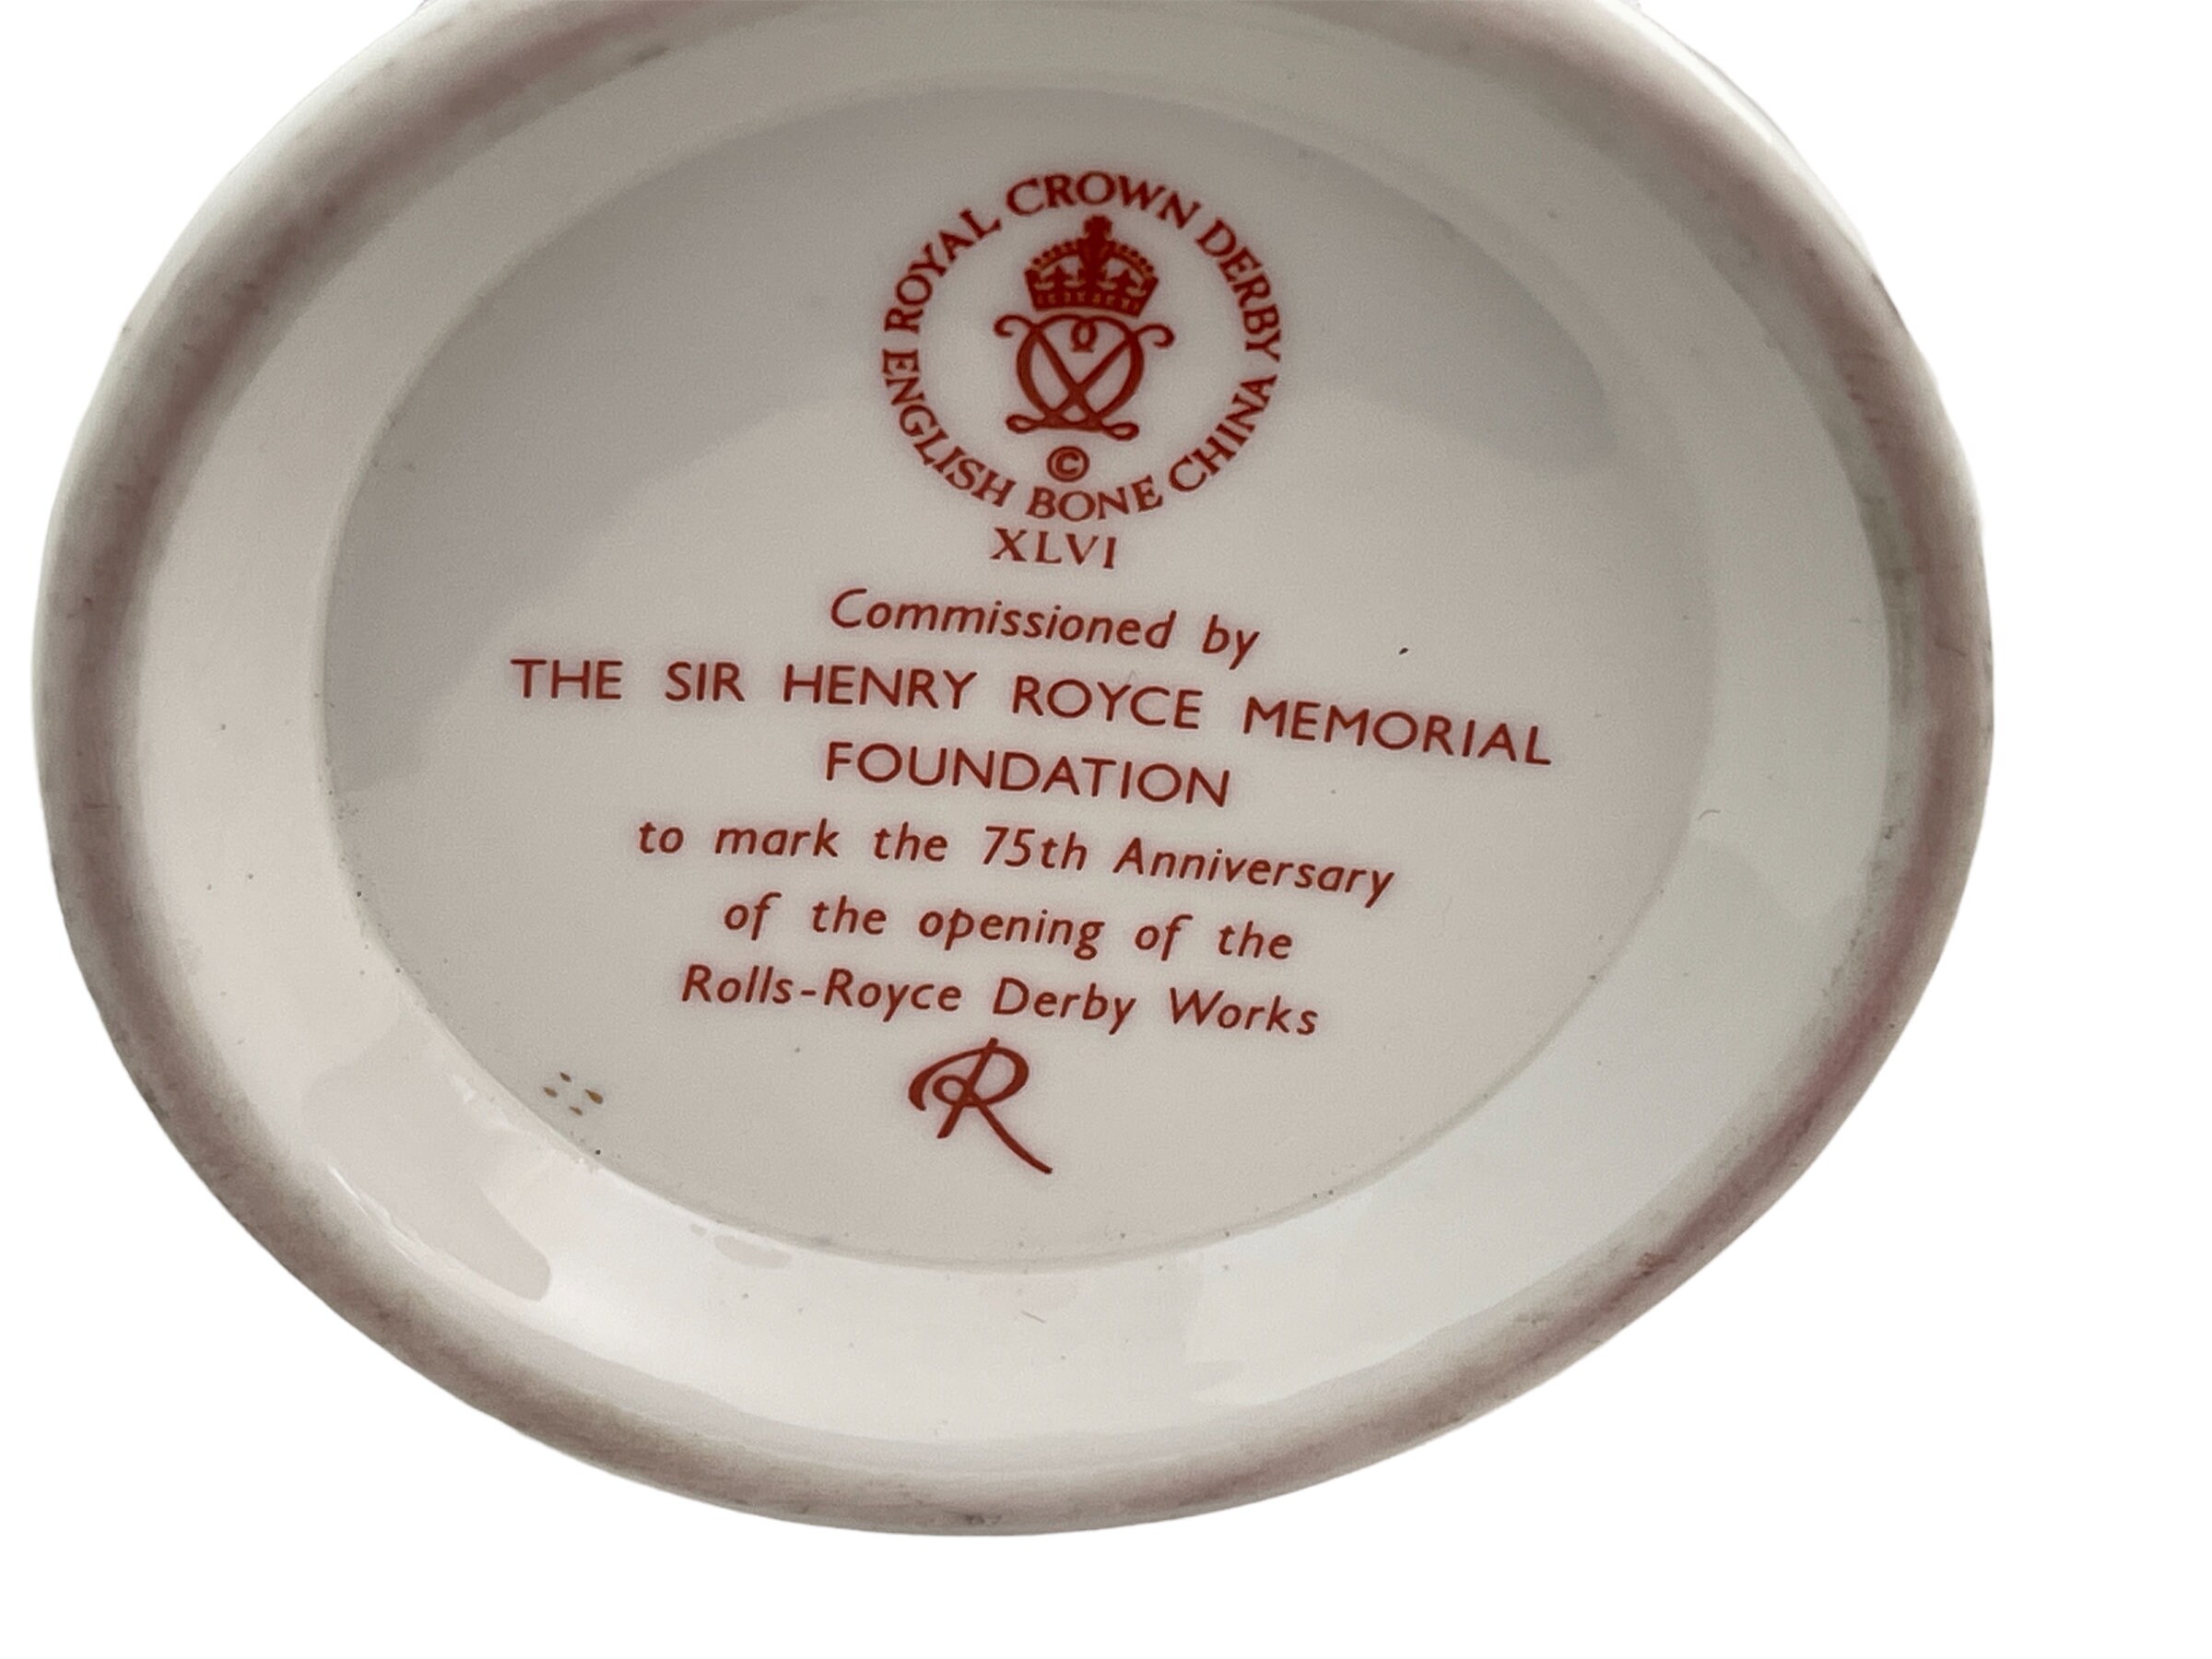 ROYAL CROWN DERBY
ENGLISH BONE CHINA
©
XLVI
Commissioned by
THE SIR HENRY ROYCE MEMORIAL
FOUNDATION
to mark the 75th Anniversary
of the opening of the
Rolls-Royce Derby Works
R